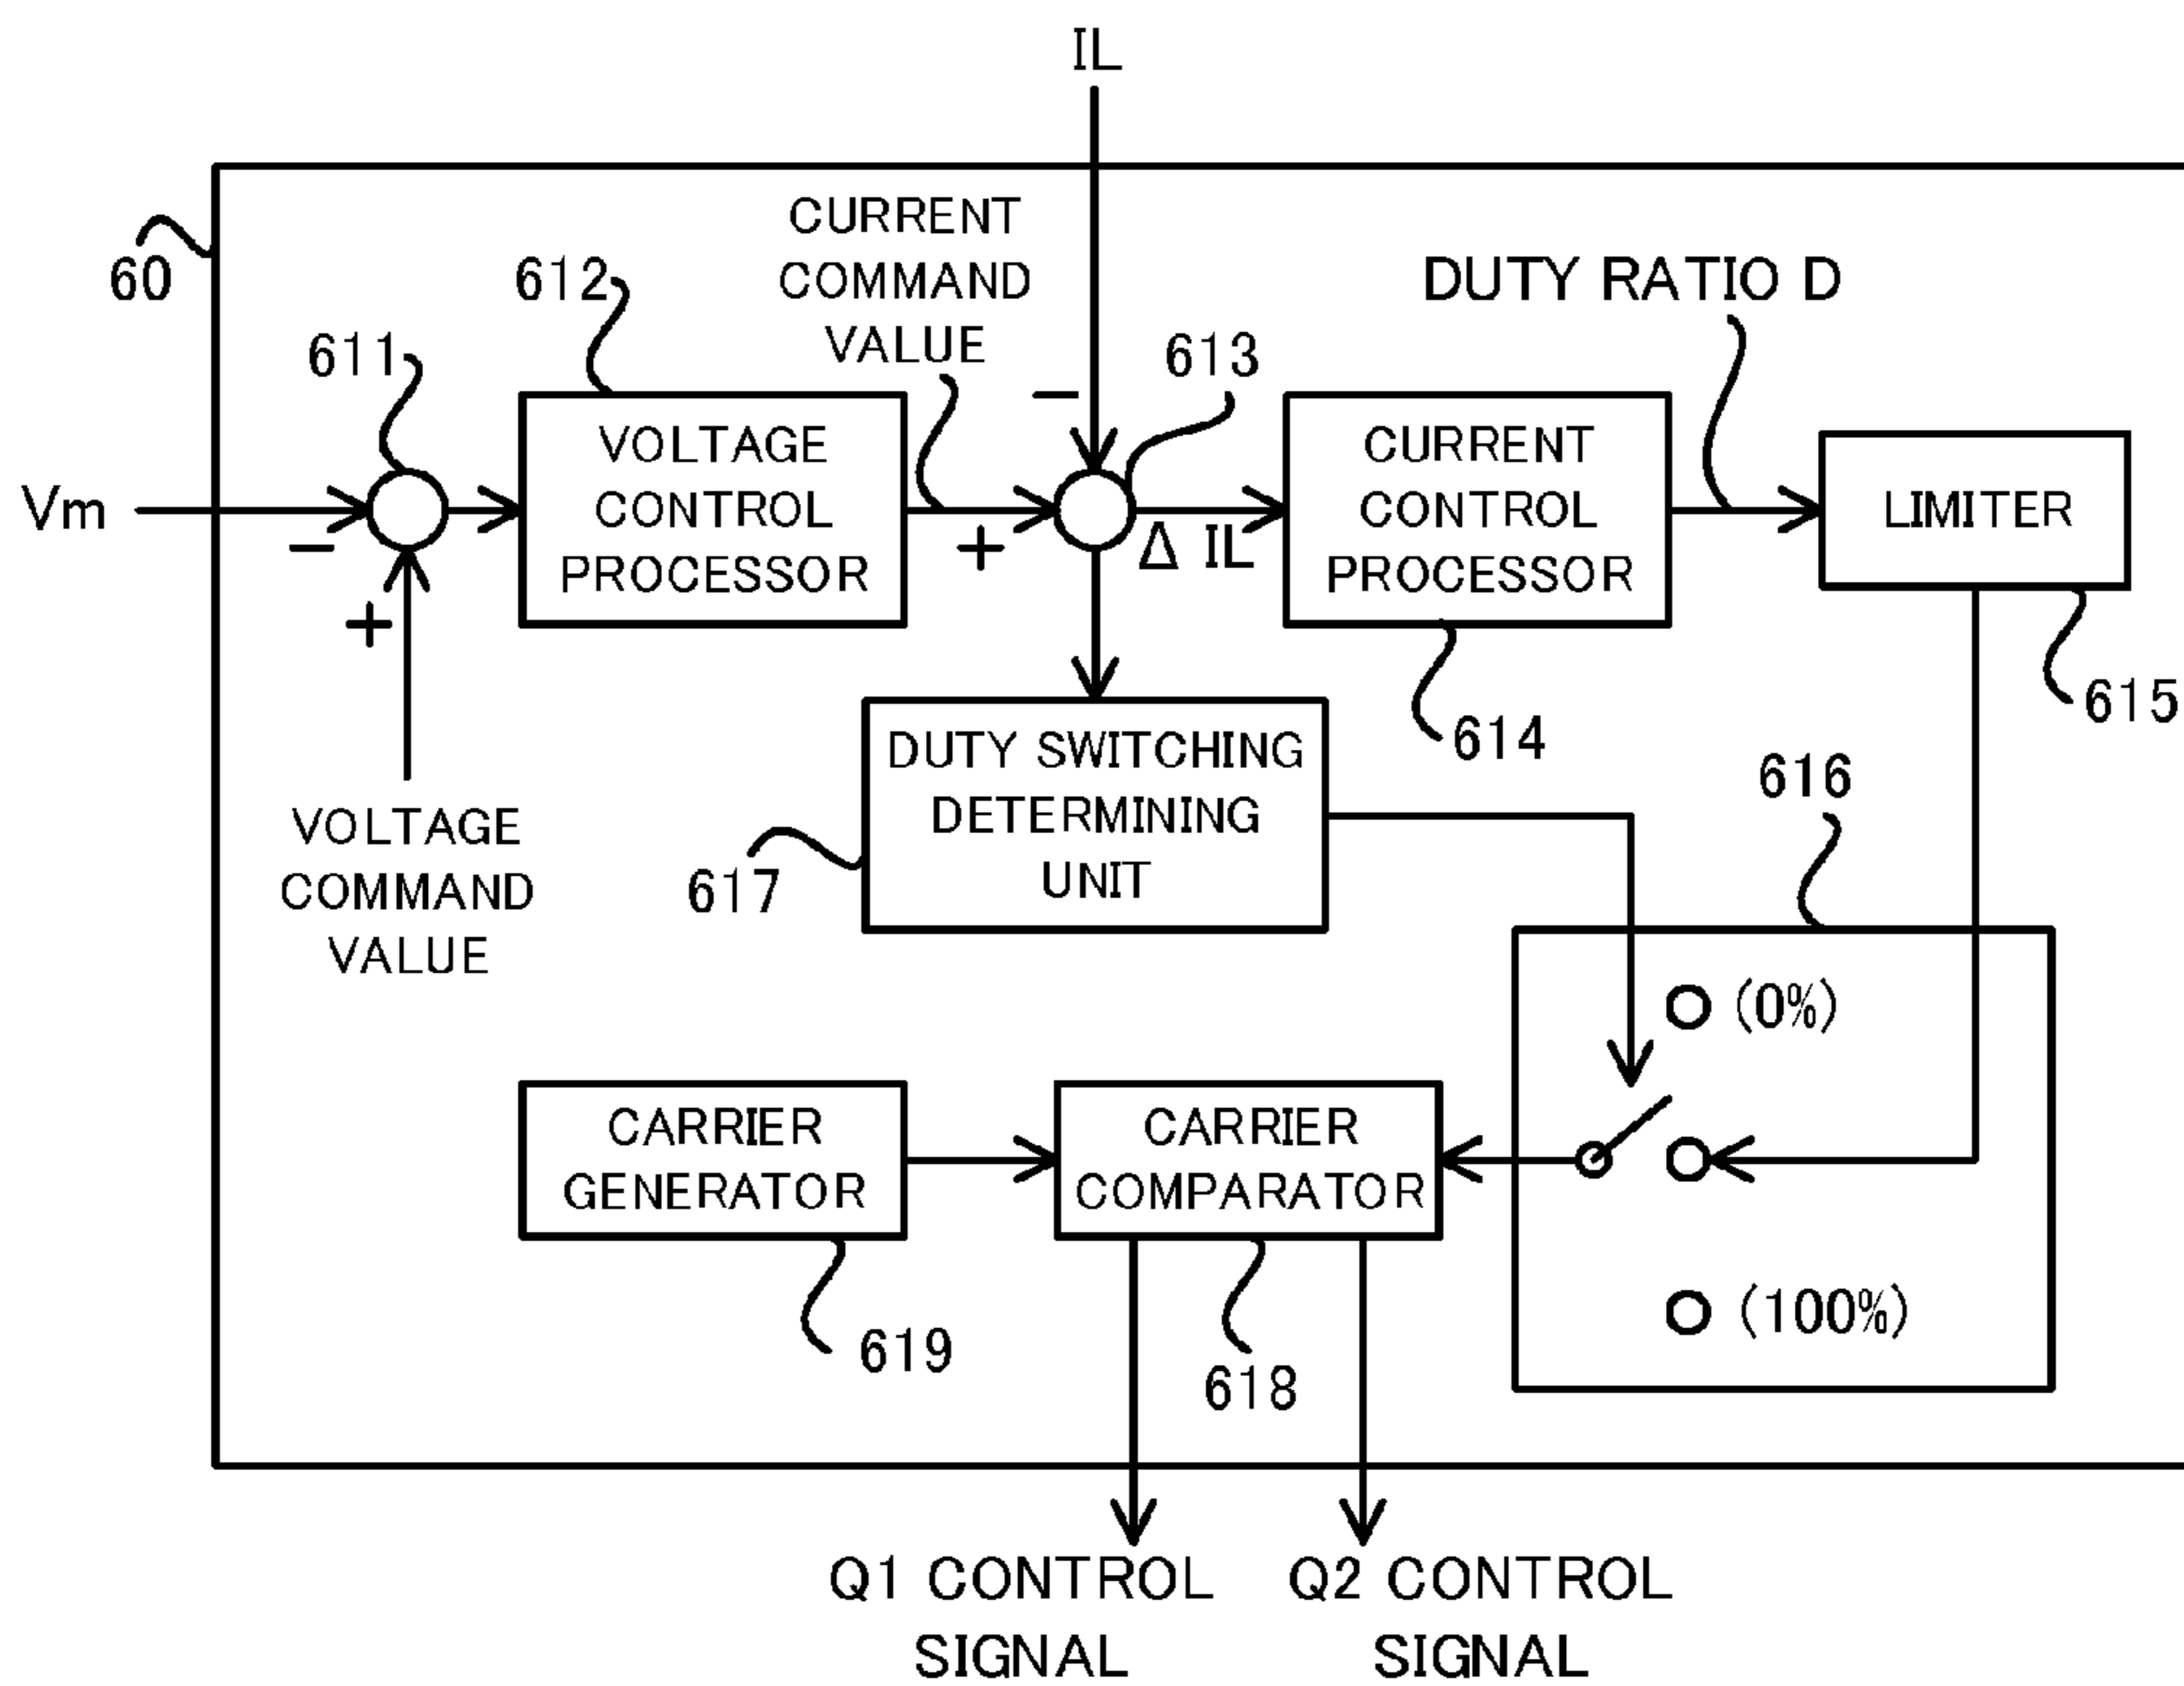 IL
CURRENT
COMMAND
VALUE
60
612
DUTY RATIO D
611
613
VOLTAGE
CONTROL
PROCESSOR
CURRENT
CONTROL
PROCESSOR
LIMITER
Vm
−
+
+
−
Δ IL
615
614
DUTY SWITCHING
DETERMINING
UNIT
616
617
VOLTAGE
COMMAND
VALUE
(0%)
CARRIER
GENERATOR
CARRIER
COMPARATOR
(100%)
619
618
Q1 CONTROL
SIGNAL
Q2 CONTROL
SIGNAL